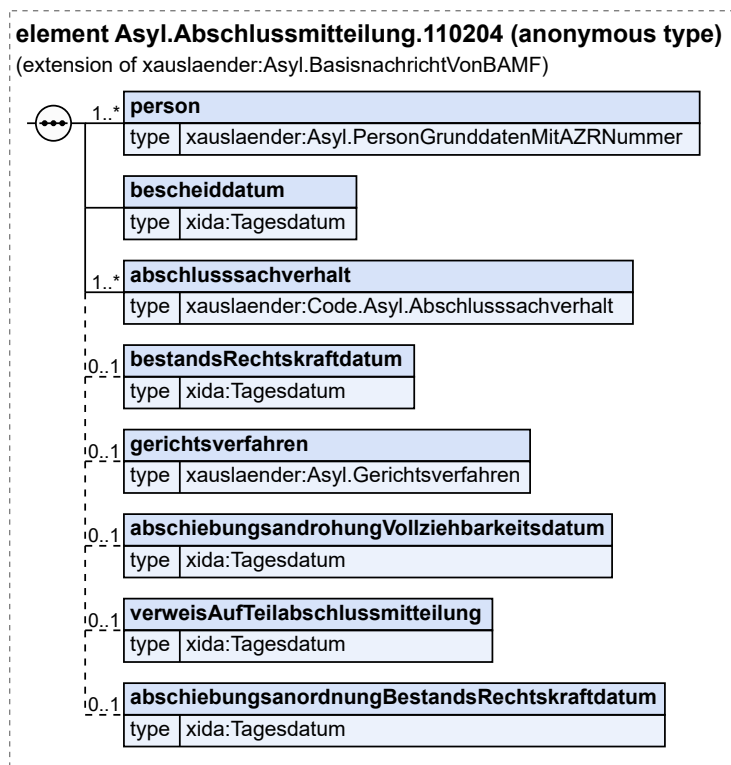 element Asyl.Abschlussmitteilung.110204 (anonymous type)
(extension of xauslaender:Asyl.BasisnachrichtVonBAMF)
1..* person
type xauslaender:Asyl.PersonGrunddatenMitAZRNummer
bescheiddatum
type xida:Tagesdatum
1..* abschlusssachverhalt
type xauslaender:Code.Asyl.Abschlusssachverhalt
0..1 bestandsRechtskraftdatum
type xida:Tagesdatum
0..1 gerichtsverfahren
type xauslaender:Asyl.Gerichtsverfahren
0..1 abschiebungsandrohungVollziehbarkeitsdatum
type xida:Tagesdatum
0..1 verweisAufTeilabschlussmitteilung
type xida:Tagesdatum
0..1 abschiebungsanordnungBestandsRechtskraftdatum
type xida:Tagesdatum